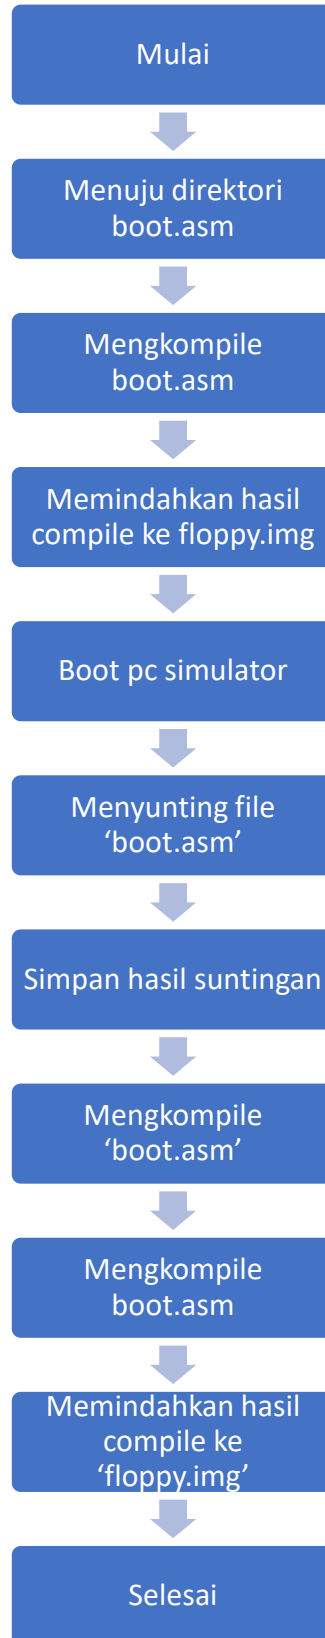 Mulai
Menuju direktori
boot.asm
Mengkompile
boot.asm
Memindahkan hasil
compile ke floppy.img
Boot pc simulator
Menyunting file
‘boot.asm’
Simpan hasil suntingan
Mengkompile
‘boot.asm’
Mengkompile
boot.asm
Memindahkan hasil
compile ke
‘floppy.img’
Selesai